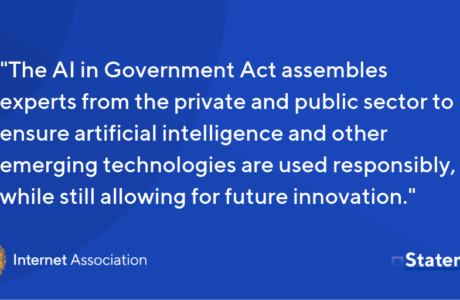 "The AI in Government Act assembles
experts from the private and public sector to
ensure artificial intelligence and other
emerging technologies are used responsibly,
while still allowing for future innovation."
Internet Association